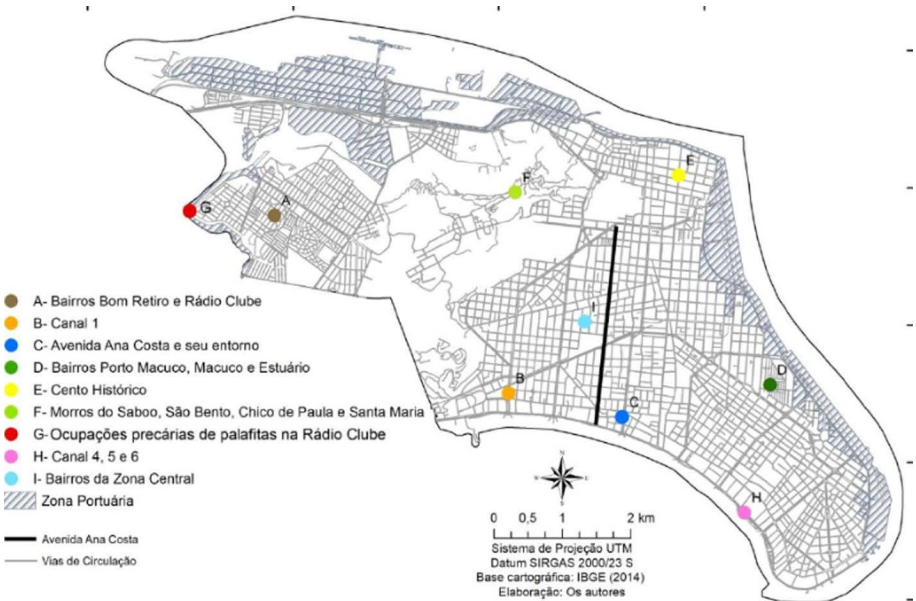 E
F
A
G
I
D
B
C
H
A- Bairros Bom Retiro e Rádio Clube
B- Canal 1
C- Avenida Ana Costa e seu entorno
D- Bairros Porto Macuco, Macuco e Estuário
E- Cento Histórico
F- Morros do Saboo, São Bento, Chico de Paula e Santa Maria
G- Ocupações precárias de palafitas na Rádio Clube
H- Canal 4, 5 e 6
I- Bairros da Zona Central
Zona Portuária
Avenida Ana Costa
Vias de Circulação
0 0,5 1 2 km
Sistema de Projeção UTM
Datum SIRGAS 2000/23 S
Base cartográfica: IBGE (2014)
Elaboração: Os autores